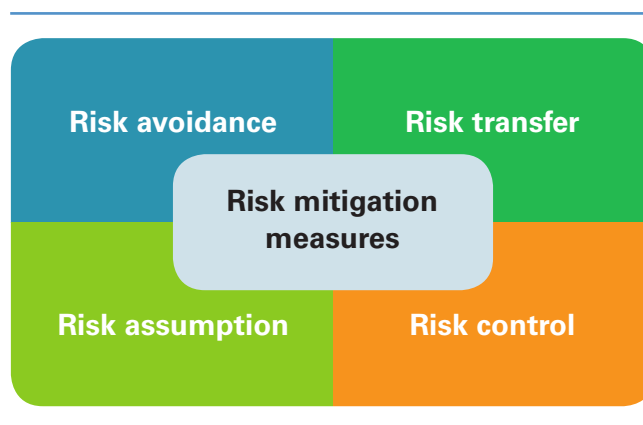 Risk avoidance
Risk transfer
Risk mitigation
measures
Risk assumption
Risk control